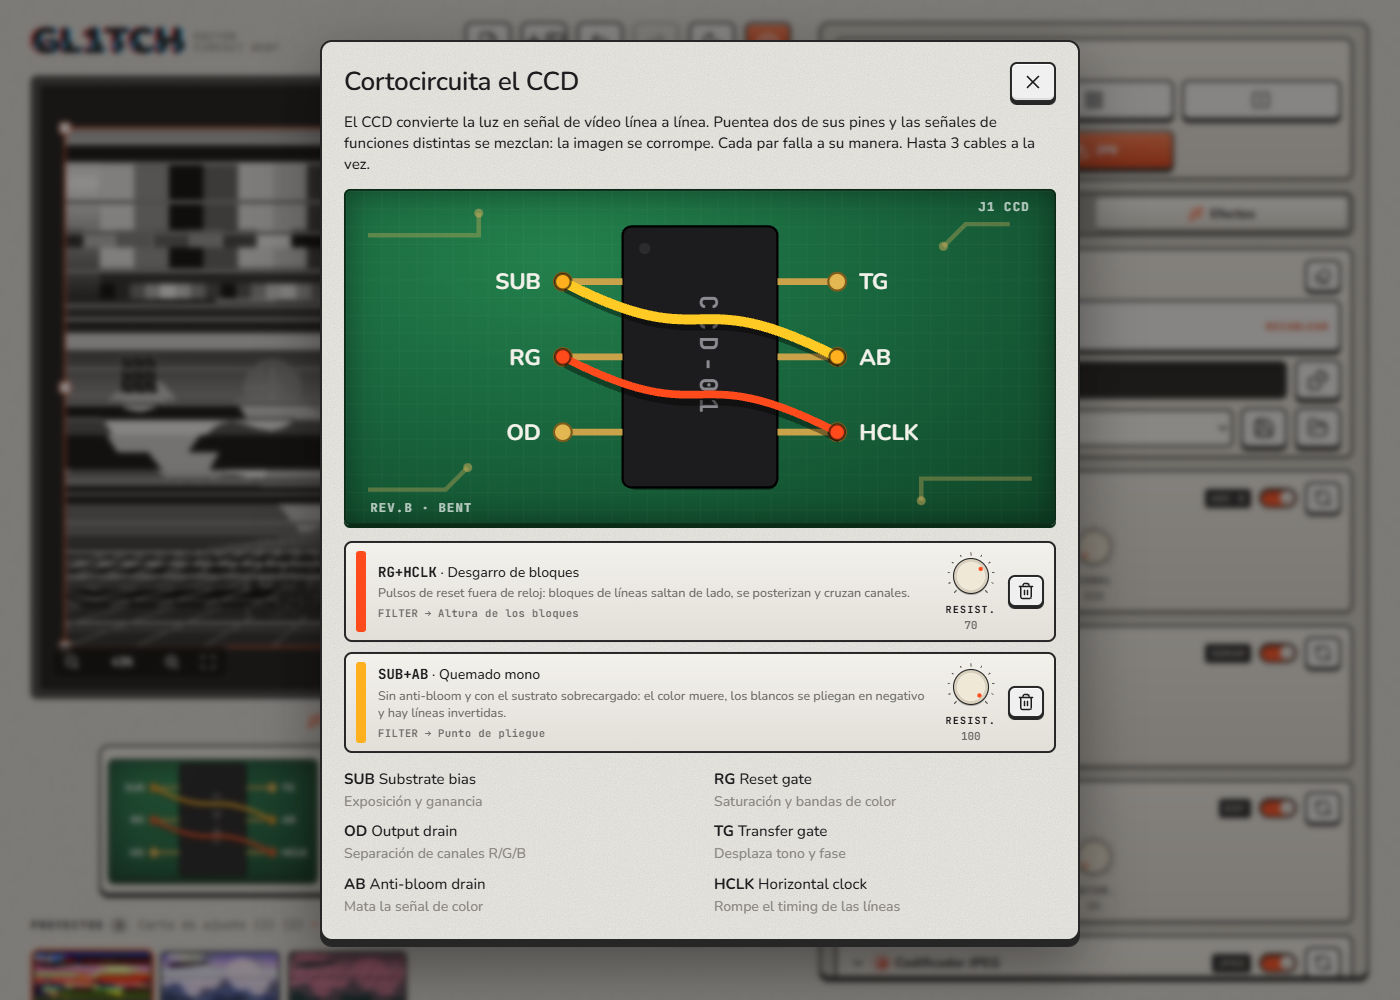 GLITCH
Cortocircuita el CCD
El CCD convierte la luz en señal de vídeo línea a línea. Puentea dos de sus pines y las señales de
funciones distintas se mezclan: la imagen se corrompe. Cada par falla a su manera. Hasta 3 cables a la
vez.
J1 CCD
SUB
TG
RG
AB
OD
HCLK
CCD-01
REV.B · BENT
RG+HCLK · Desgarro de bloques
Pulsos de reset fuera de reloj: bloques de líneas saltan de lado, se posterizan y cruzan canales.
FILTER → Altura de los bloques
RESIST.
70
SUB+AB · Quemado mono
Sin anti-bloom y con el sustrato sobrecargado: el color muere, los blancos se pliegan en negativo
y hay líneas invertidas.
FILTER → Punto de pliegue
RESIST.
100
SUB Substrate bias
Exposición y ganancia
RG Reset gate
Saturación y bandas de color
OD Output drain
Separación de canales R/G/B
TG Transfer gate
Desplaza tono y fase
AB Anti-bloom drain
Mata la señal de color
HCLK Horizontal clock
Rompe el timing de las líneas
Efectos
PROYECTOS
Codificador JPEG